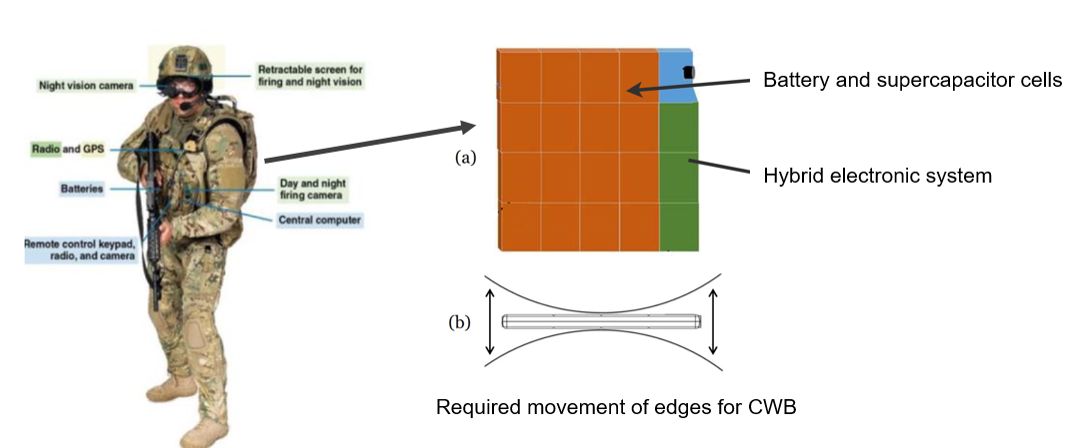 Night vision camera
Retractable screen for
firing and night vision
Radio and GPS
Batteries
Day and night
firing camera
Central computer
Remote control keypad,
radio, and camera
(a)
Battery and supercapacitor cells
Hybrid electronic system
(b)
Required movement of edges for CWB